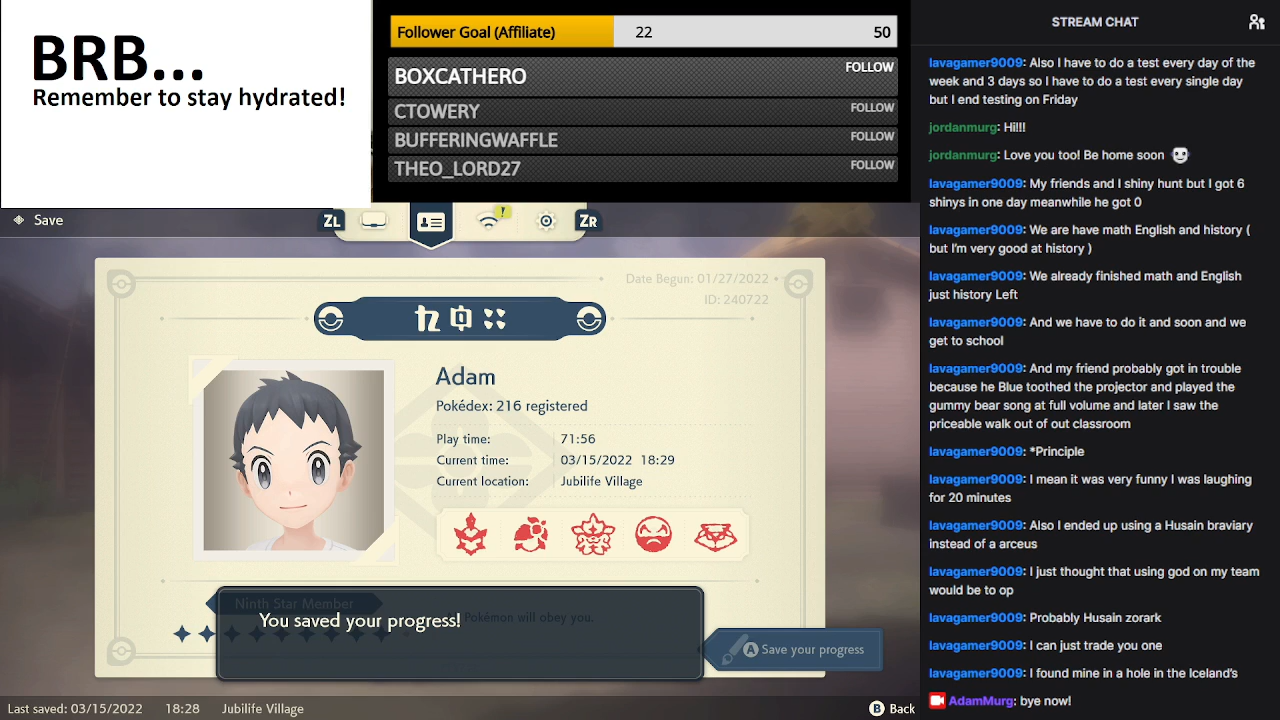 BRB...
Remember to stay hydrated!
Follower Goal (Affiliate) 22 50
BOXCATHERO FOLLOW
CTOWERY FOLLOW
BUFFERINGWAFFLE FOLLOW
THEO_LORD27 FOLLOW
Save
ZL ZR
Date Begun: 01/27/2022
ID: 240722
Adam
Pokédex: 216 registered
Play time: 71:56
Current time: 03/15/2022 18:29
Current location: Jubilife Village
Ninth Star Member
Pokémon will obey you.
You saved your progress!
A Save your progress
Last saved: 03/15/2022 18:28 Jubilife Village
B Back
STREAM CHAT
lavagamer9009: Also I have to do a test every day of the
week and 3 days so I have to do a test every single day
but I end testing on Friday
jordanmurg: Hi!!!
jordanmurg: Love you too! Be home soon
lavagamer9009: My friends and I shiny hunt but I got 6
shinys in one day meanwhile he got 0
lavagamer9009: We are have math English and history (
but I'm very good at history )
lavagamer9009: We already finished math and English
just history Left
lavagamer9009: And we have to do it and soon and we
get to school
lavagamer9009: And my friend probably got in trouble
because he Blue toothed the projector and played the
gummy bear song at full volume and later I saw the
priceable walk out of out classroom
lavagamer9009: *Principle
lavagamer9009: I mean it was very funny I was laughing
for 20 minutes
lavagamer9009: Also I ended up using a Husain braviary
instead of a arceus
lavagamer9009: I just thought that using god on my team
would be to op
lavagamer9009: Probably Husain zorark
lavagamer9009: I can just trade you one
lavagamer9009: I found mine in a hole in the Iceland's
AdamMurg: bye now!